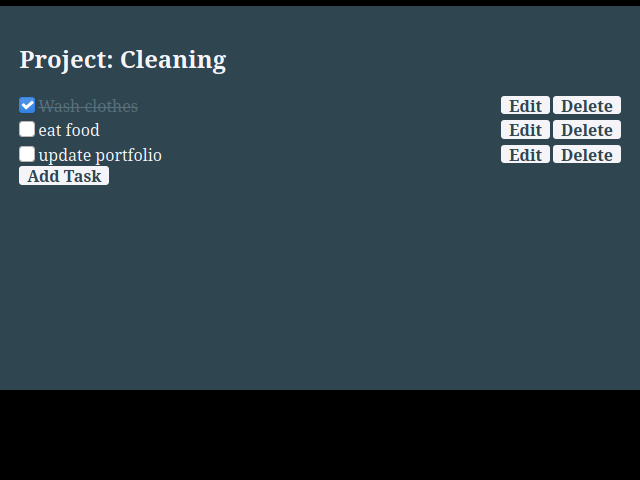 Project: Cleaning
Wash clothes Edit Delete
eat food Edit Delete
update portfolio Edit Delete
Add Task